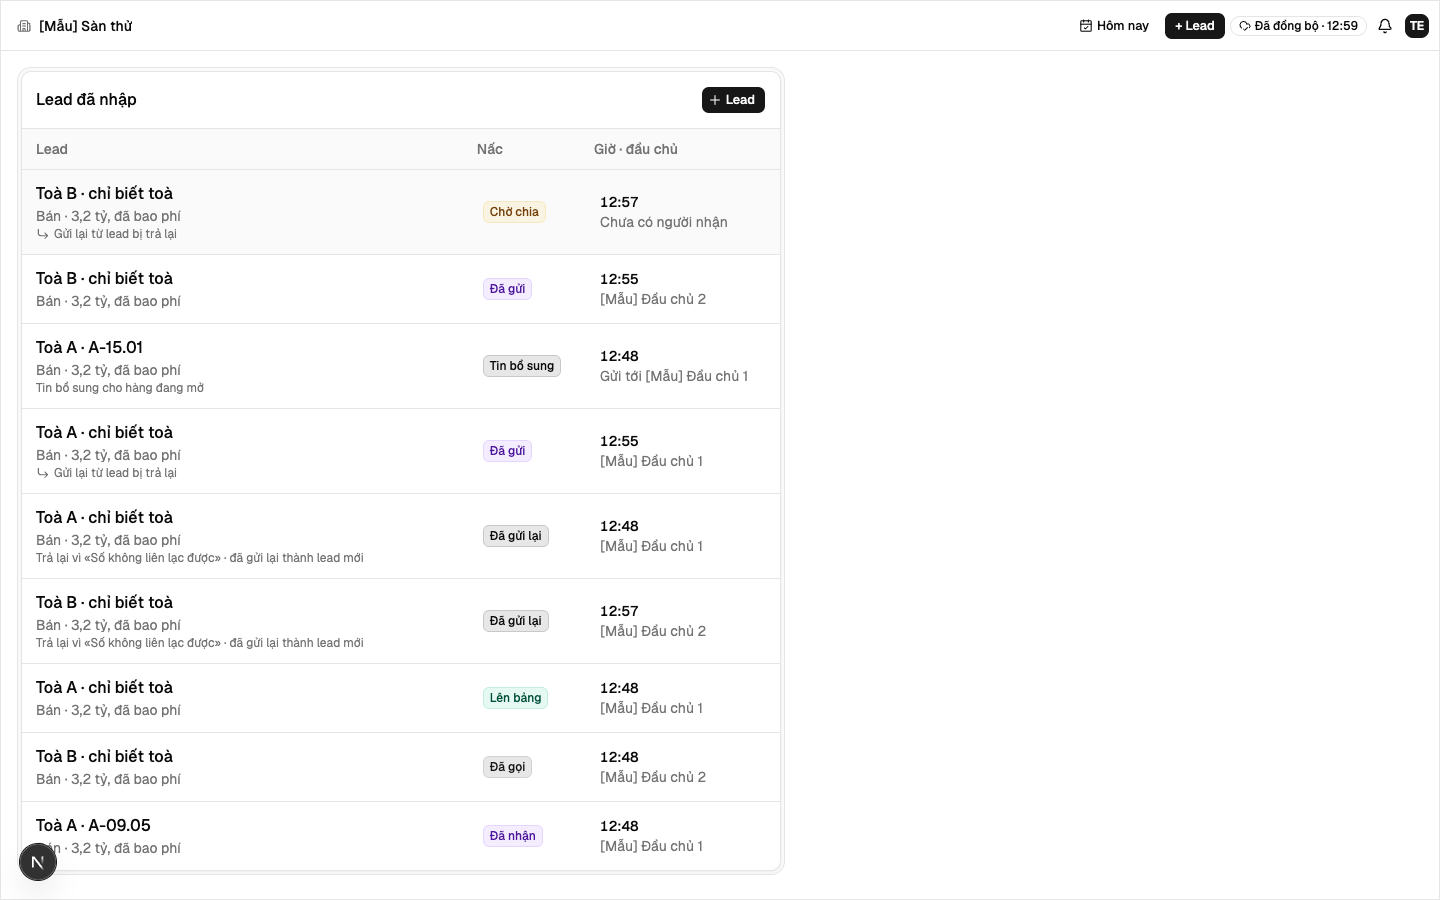 [Mẫu] Sàn thử
Hôm nay
+ Lead
Đã đồng bộ · 12:59
TE
Lead đã nhập
+ Lead
Lead Nấc Giờ · đầu chủ
Toà B · chỉ biết toà
Bán · 3,2 tỷ, đã bao phí
Gửi lại từ lead bị trả lại
Chờ chia
12:57
Chưa có người nhận
Toà B · chỉ biết toà
Bán · 3,2 tỷ, đã bao phí
Đã gửi
12:55
[Mẫu] Đầu chủ 2
Toà A · A-15.01
Bán · 3,2 tỷ, đã bao phí
Tin bổ sung cho hàng đang mở
Tin bổ sung
12:48
Gửi tới [Mẫu] Đầu chủ 1
Toà A · chỉ biết toà
Bán · 3,2 tỷ, đã bao phí
Gửi lại từ lead bị trả lại
Đã gửi
12:55
[Mẫu] Đầu chủ 1
Toà A · chỉ biết toà
Bán · 3,2 tỷ, đã bao phí
Trả lại vì «Số không liên lạc được» · đã gửi lại thành lead mới
Đã gửi lại
12:48
[Mẫu] Đầu chủ 1
Toà B · chỉ biết toà
Bán · 3,2 tỷ, đã bao phí
Trả lại vì «Số không liên lạc được» · đã gửi lại thành lead mới
Đã gửi lại
12:57
[Mẫu] Đầu chủ 2
Toà A · chỉ biết toà
Bán · 3,2 tỷ, đã bao phí
Lên bảng
12:48
[Mẫu] Đầu chủ 1
Toà B · chỉ biết toà
Bán · 3,2 tỷ, đã bao phí
Đã gọi
12:48
[Mẫu] Đầu chủ 2
Toà A · A-09.05
· 3,2 tỷ, đã bao phí
Đã nhận
12:48
[Mẫu] Đầu chủ 1
N